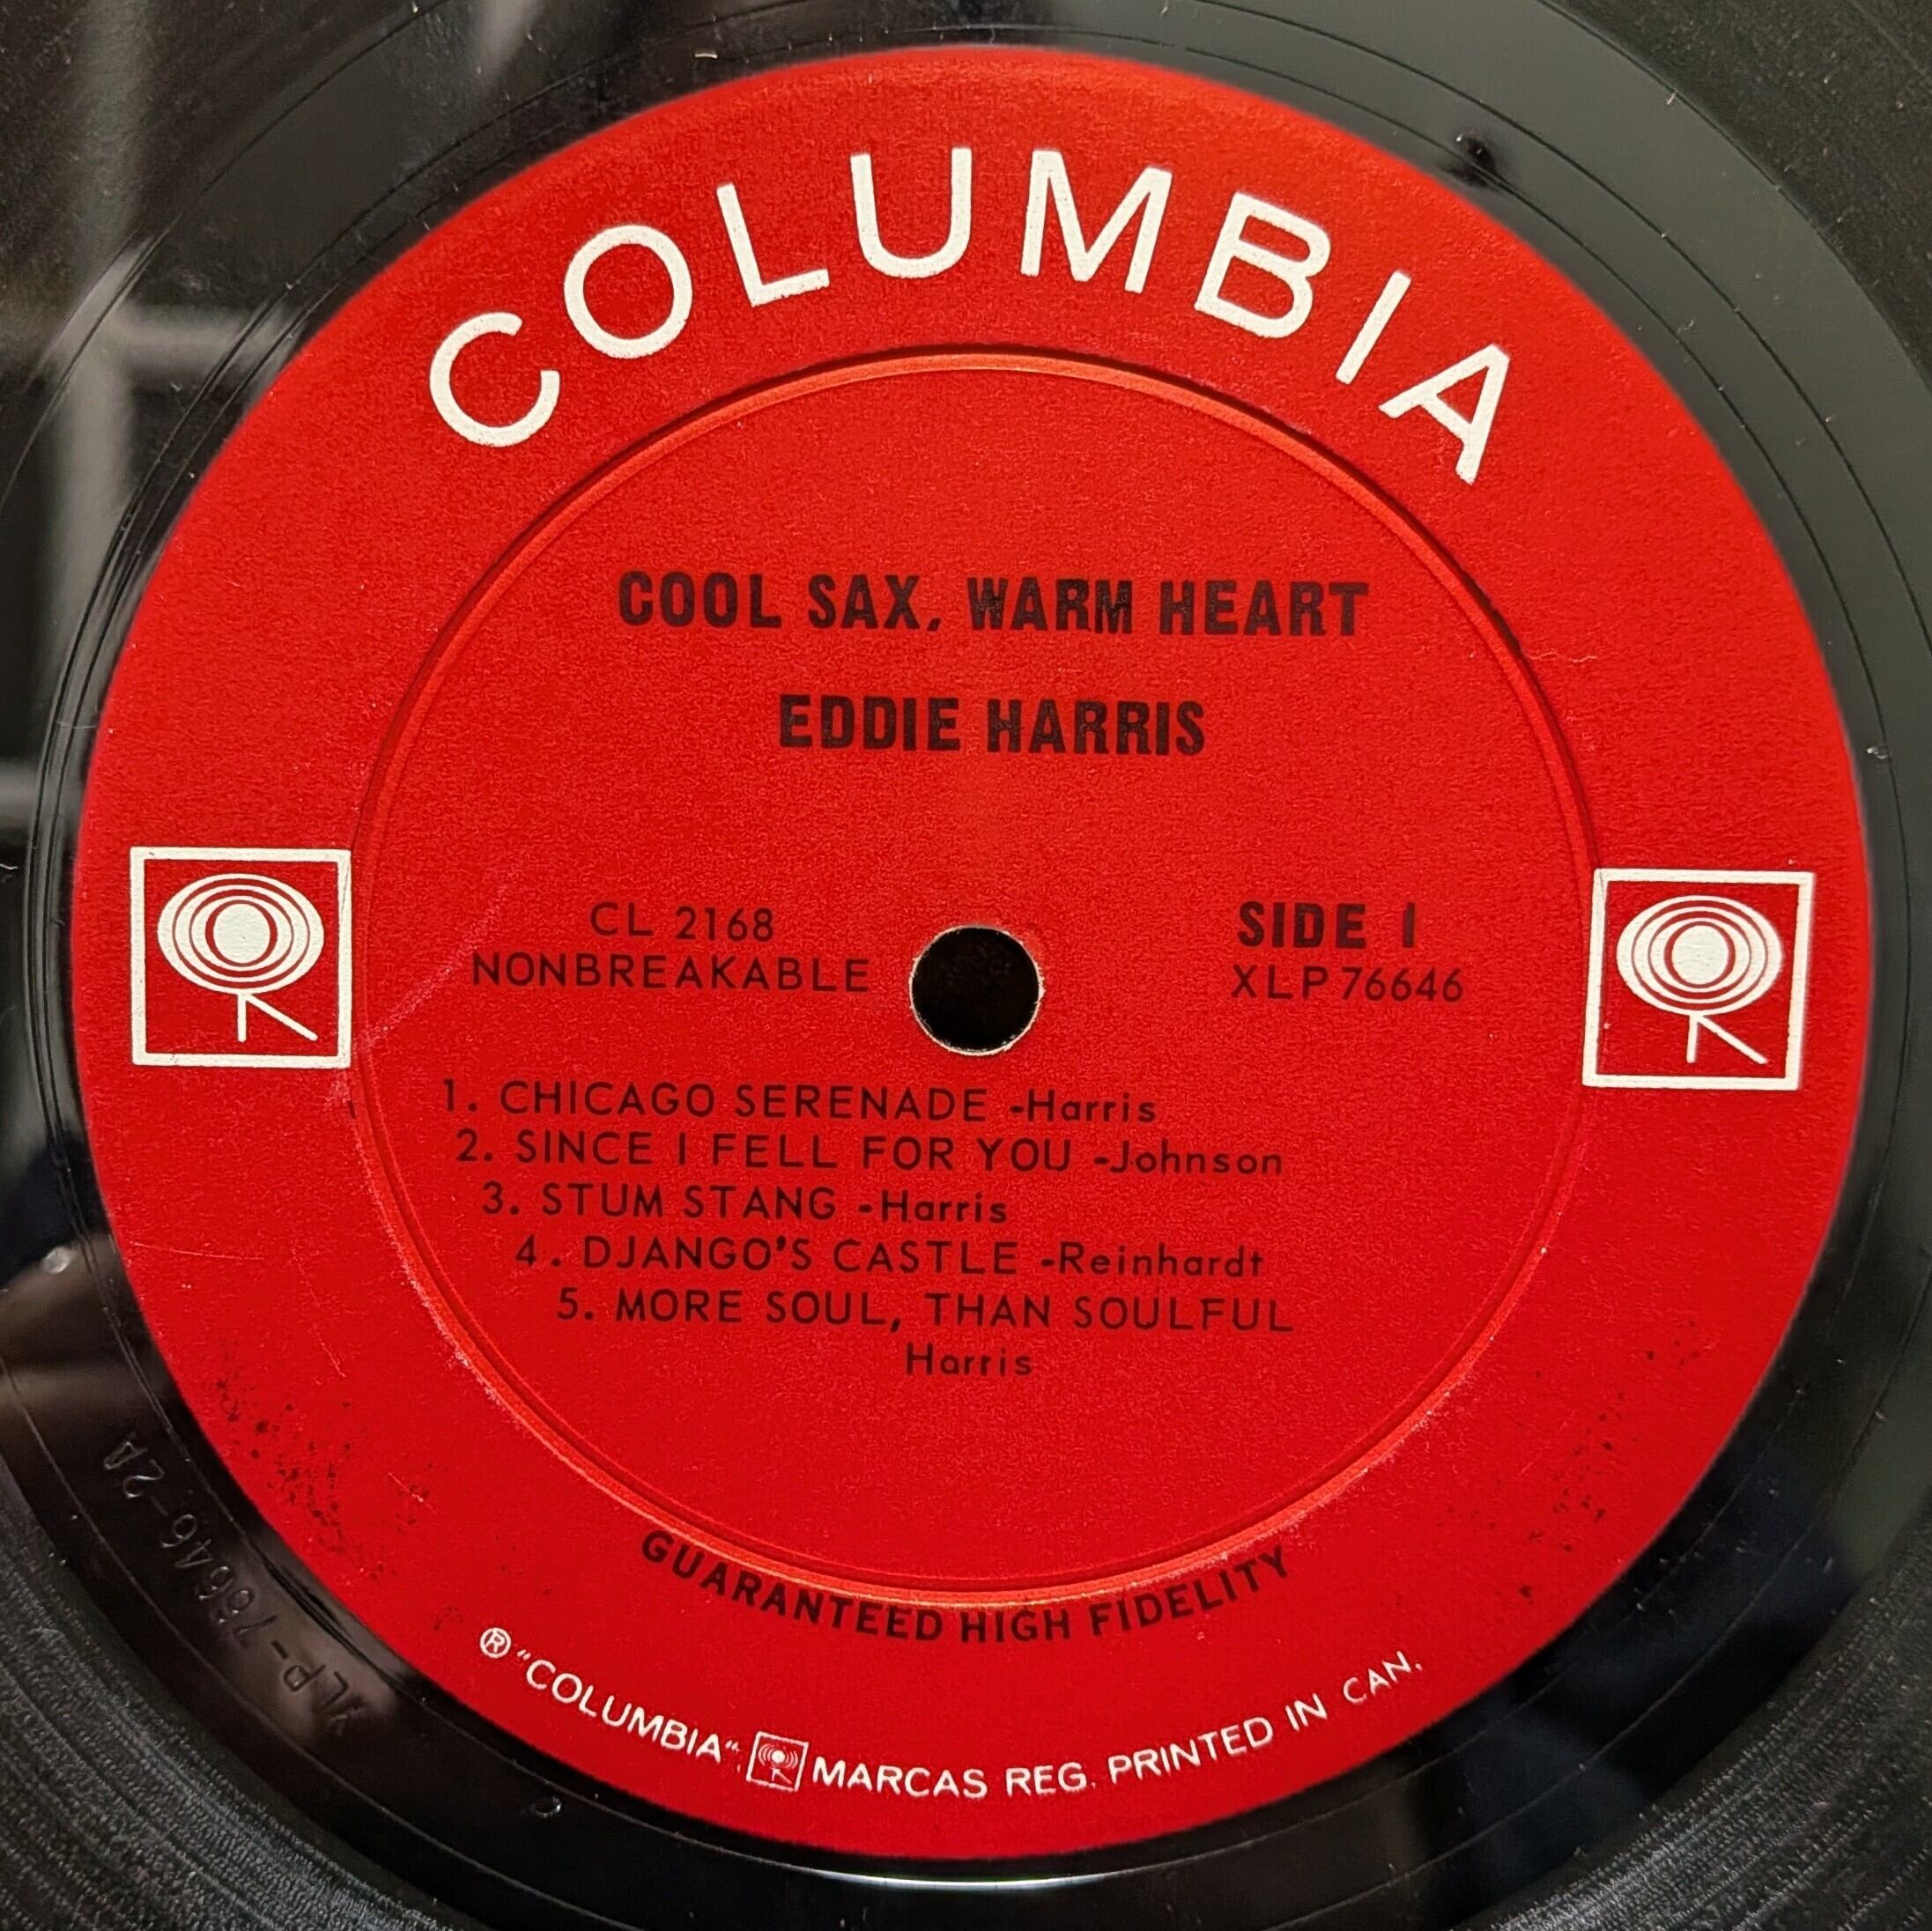 COLUMBIA
COOL SAX, WARM HEART
EDDIE HARRIS
CL 2168
NONBREAKABLE
SIDE 1
XLP 76646
1. CHICAGO SERENADE -Harris
2. SINCE I FELL FOR YOU -Johnson
3. STUM STANG -Harris
4. DJANGO'S CASTLE -Reinhardt
5. MORE SOUL, THAN SOULFUL
Harris
GUARANTEED HIGH FIDELITY
® "COLUMBIA", MARCAS REG. PRINTED IN CAN.
XLP-76646-2A